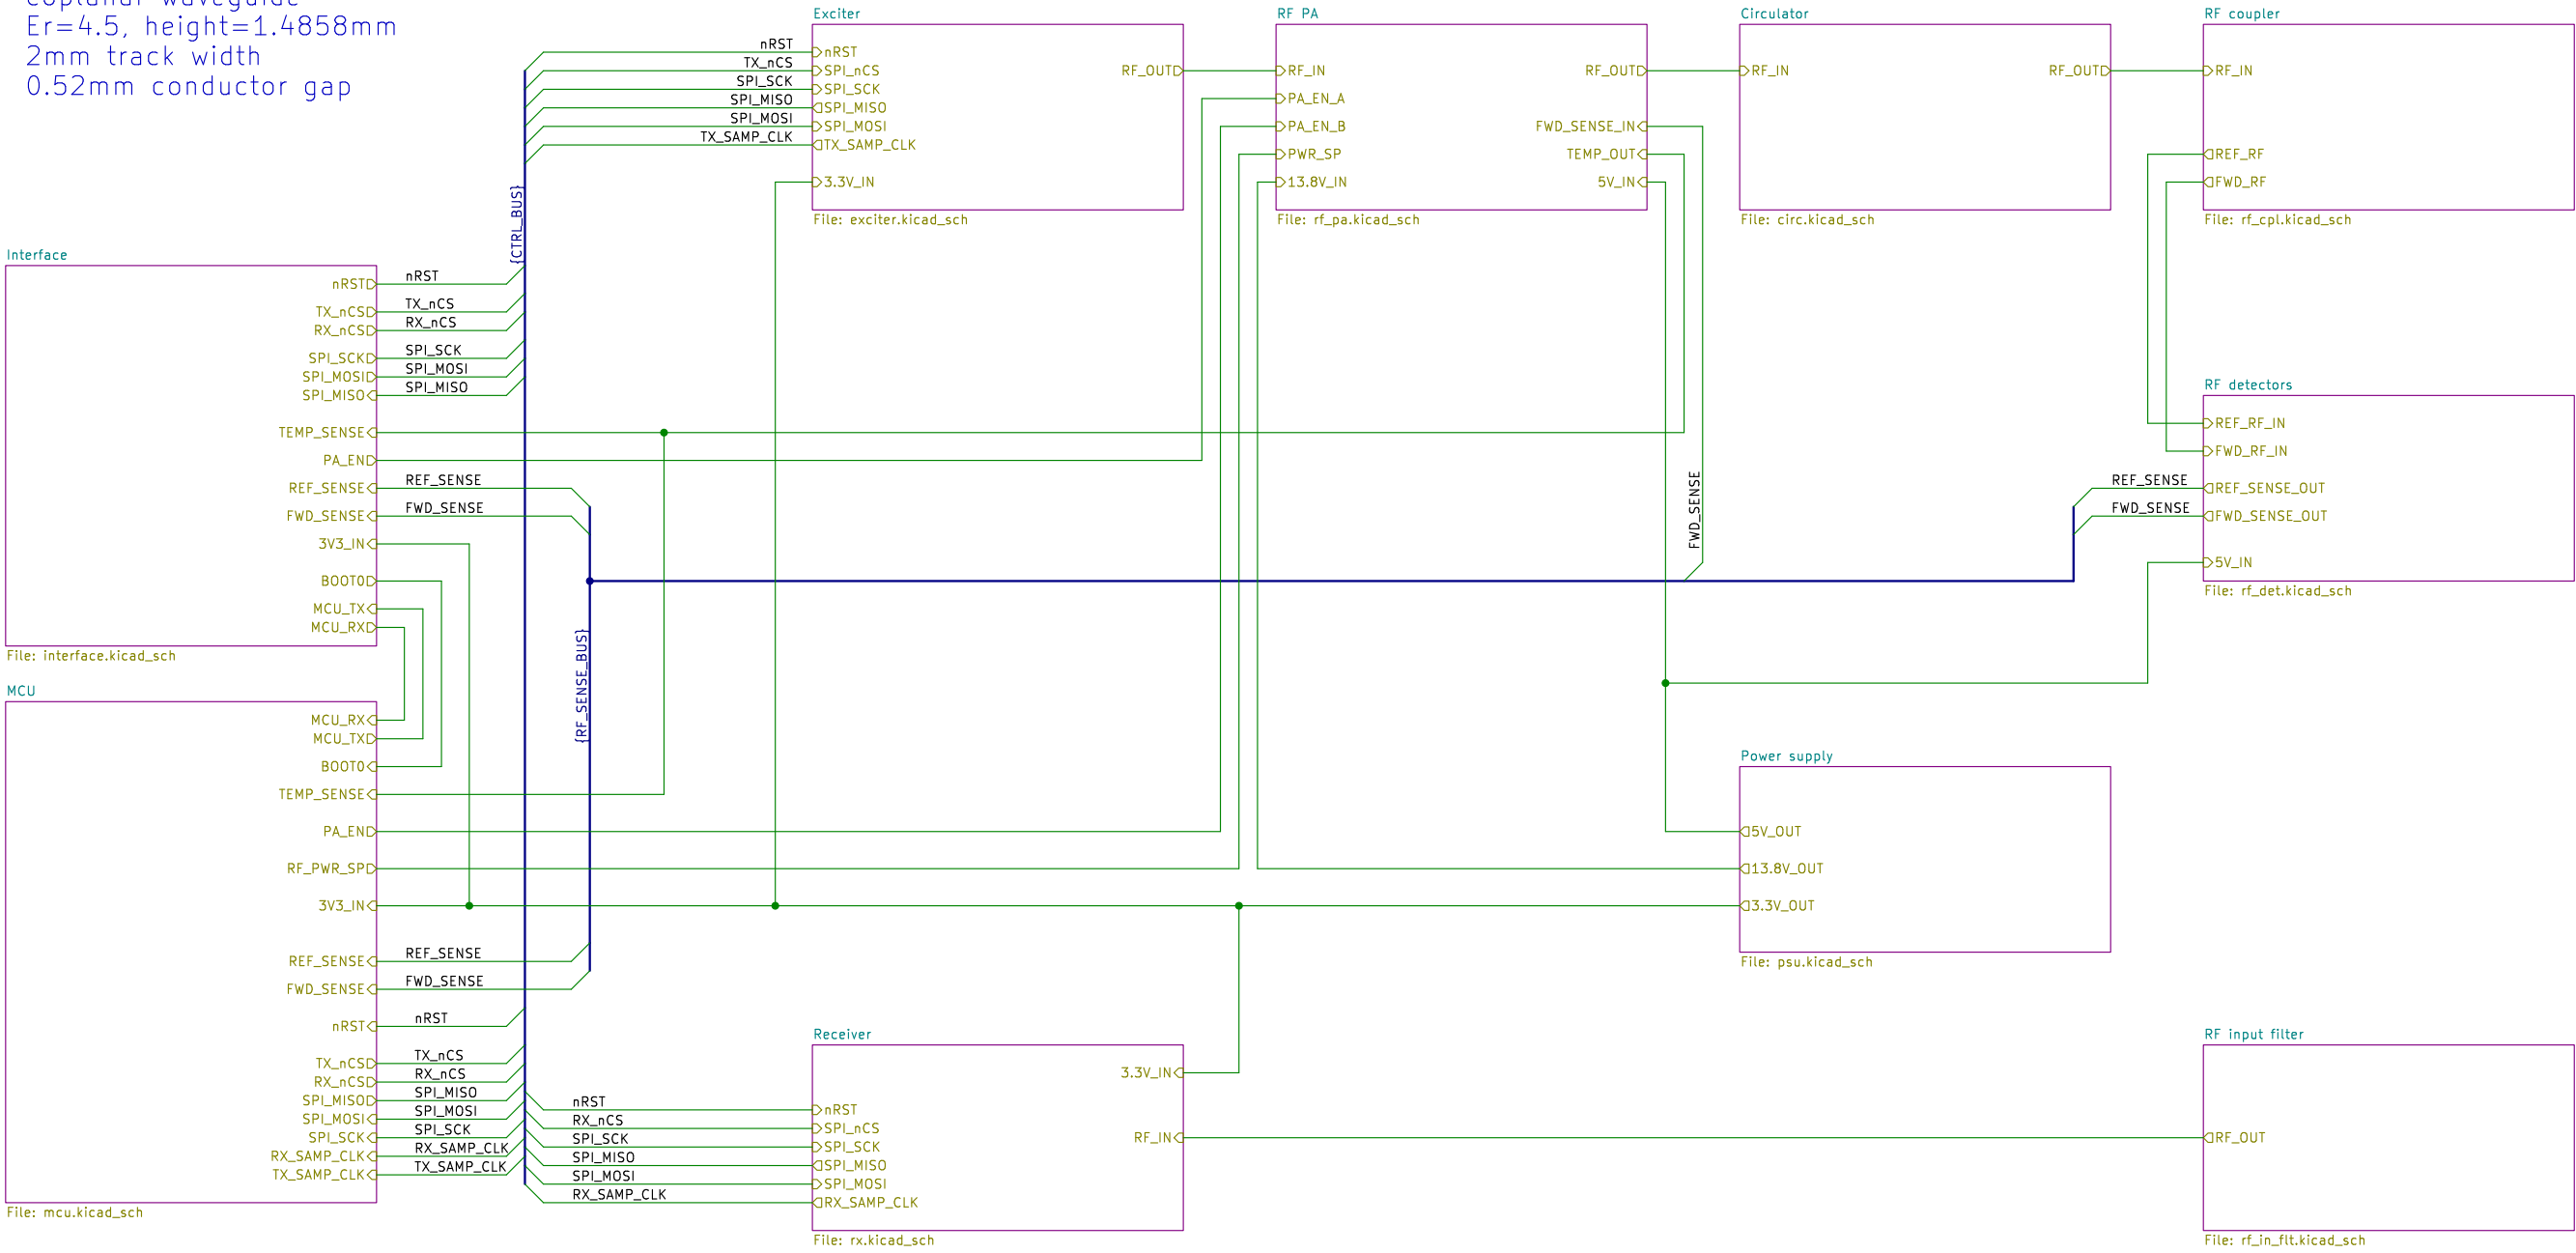 coplanar waveguide
Er=4.5, height=1.4858mm
2mm track width
0.52mm conductor gap
Exciter
nRST
TX_nCS
SPI_SCK
SPI_MISO
SPI_MOSI
TX_SAMP_CLK
nRST
SPI_nCS
SPI_SCK
SPI_MISO
SPI_MOSI
TX_SAMP_CLK
3.3V_IN
RF_OUT
File: exciter.kicad_sch
RF PA
RF_IN
PA_EN_A
PA_EN_B
PWR_SP
13.8V_IN
RF_OUT
FWD_SENSE_IN
TEMP_OUT
5V_IN
File: rf_pa.kicad_sch
Circulator
RF_IN
RF_OUT
File: circ.kicad_sch
RF coupler
RF_IN
REF_RF
FWD_RF
File: rf_cpl.kicad_sch
{CTRL_BUS}
Interface
nRST
TX_nCS
RX_nCS
SPI_SCK
SPI_MOSI
SPI_MISO
TEMP_SENSE
PA_EN
REF_SENSE
FWD_SENSE
3V3_IN
BOOT0
MCU_TX
MCU_RX
nRST
TX_nCS
RX_nCS
SPI_SCK
SPI_MOSI
SPI_MISO
REF_SENSE
FWD_SENSE
File: interface.kicad_sch
FWD_SENSE
RF detectors
REF_RF_IN
FWD_RF_IN
REF_SENSE
REF_SENSE_OUT
FWD_SENSE
FWD_SENSE_OUT
5V_IN
File: rf_det.kicad_sch
{RF_SENSE_BUS}
MCU
MCU_RX
MCU_TX
BOOT0
TEMP_SENSE
PA_EN
RF_PWR_SP
3V3_IN
REF_SENSE
FWD_SENSE
nRST
TX_nCS
RX_nCS
SPI_MISO
SPI_MOSI
SPI_SCK
RX_SAMP_CLK
TX_SAMP_CLK
REF_SENSE
FWD_SENSE
nRST
TX_nCS
RX_nCS
SPI_MISO
SPI_MOSI
SPI_SCK
RX_SAMP_CLK
TX_SAMP_CLK
File: mcu.kicad_sch
Power supply
5V_OUT
13.8V_OUT
3.3V_OUT
File: psu.kicad_sch
Receiver
3.3V_IN
RF_IN
nRST
RX_nCS
SPI_SCK
SPI_MISO
SPI_MOSI
RX_SAMP_CLK
nRST
SPI_nCS
SPI_SCK
SPI_MISO
SPI_MOSI
RX_SAMP_CLK
File: rx.kicad_sch
RF input filter
RF_OUT
File: rf_in_flt.kicad_sch